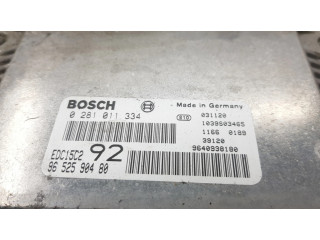 BOSCH Made in Germany
0 281 011 334 010 031120
1039S03465
1166 0189
39120
EDC15C2 92 9640938180
96 525 904 80